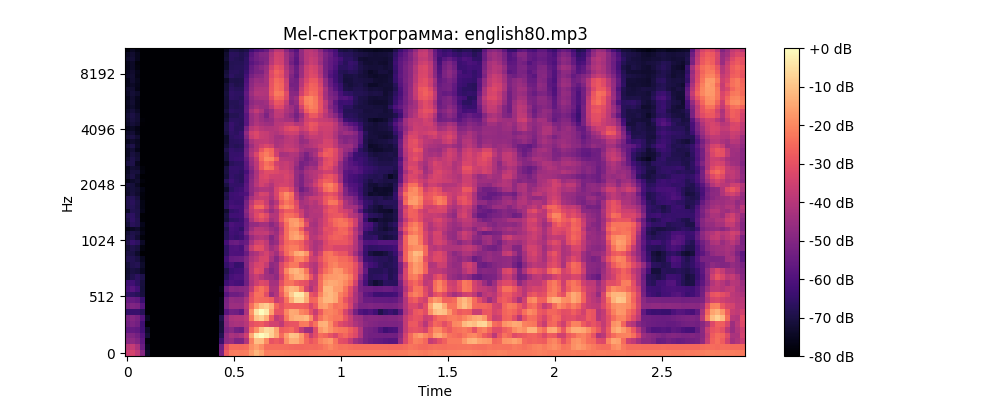 Mel-спектрограмма: english80.mp3
Hz
8192
4096
2048
1024
512
0
0
0.5
1
1.5
2
2.5
Time
+0 dB
-10 dB
-20 dB
-30 dB
-40 dB
-50 dB
-60 dB
-70 dB
-80 dB